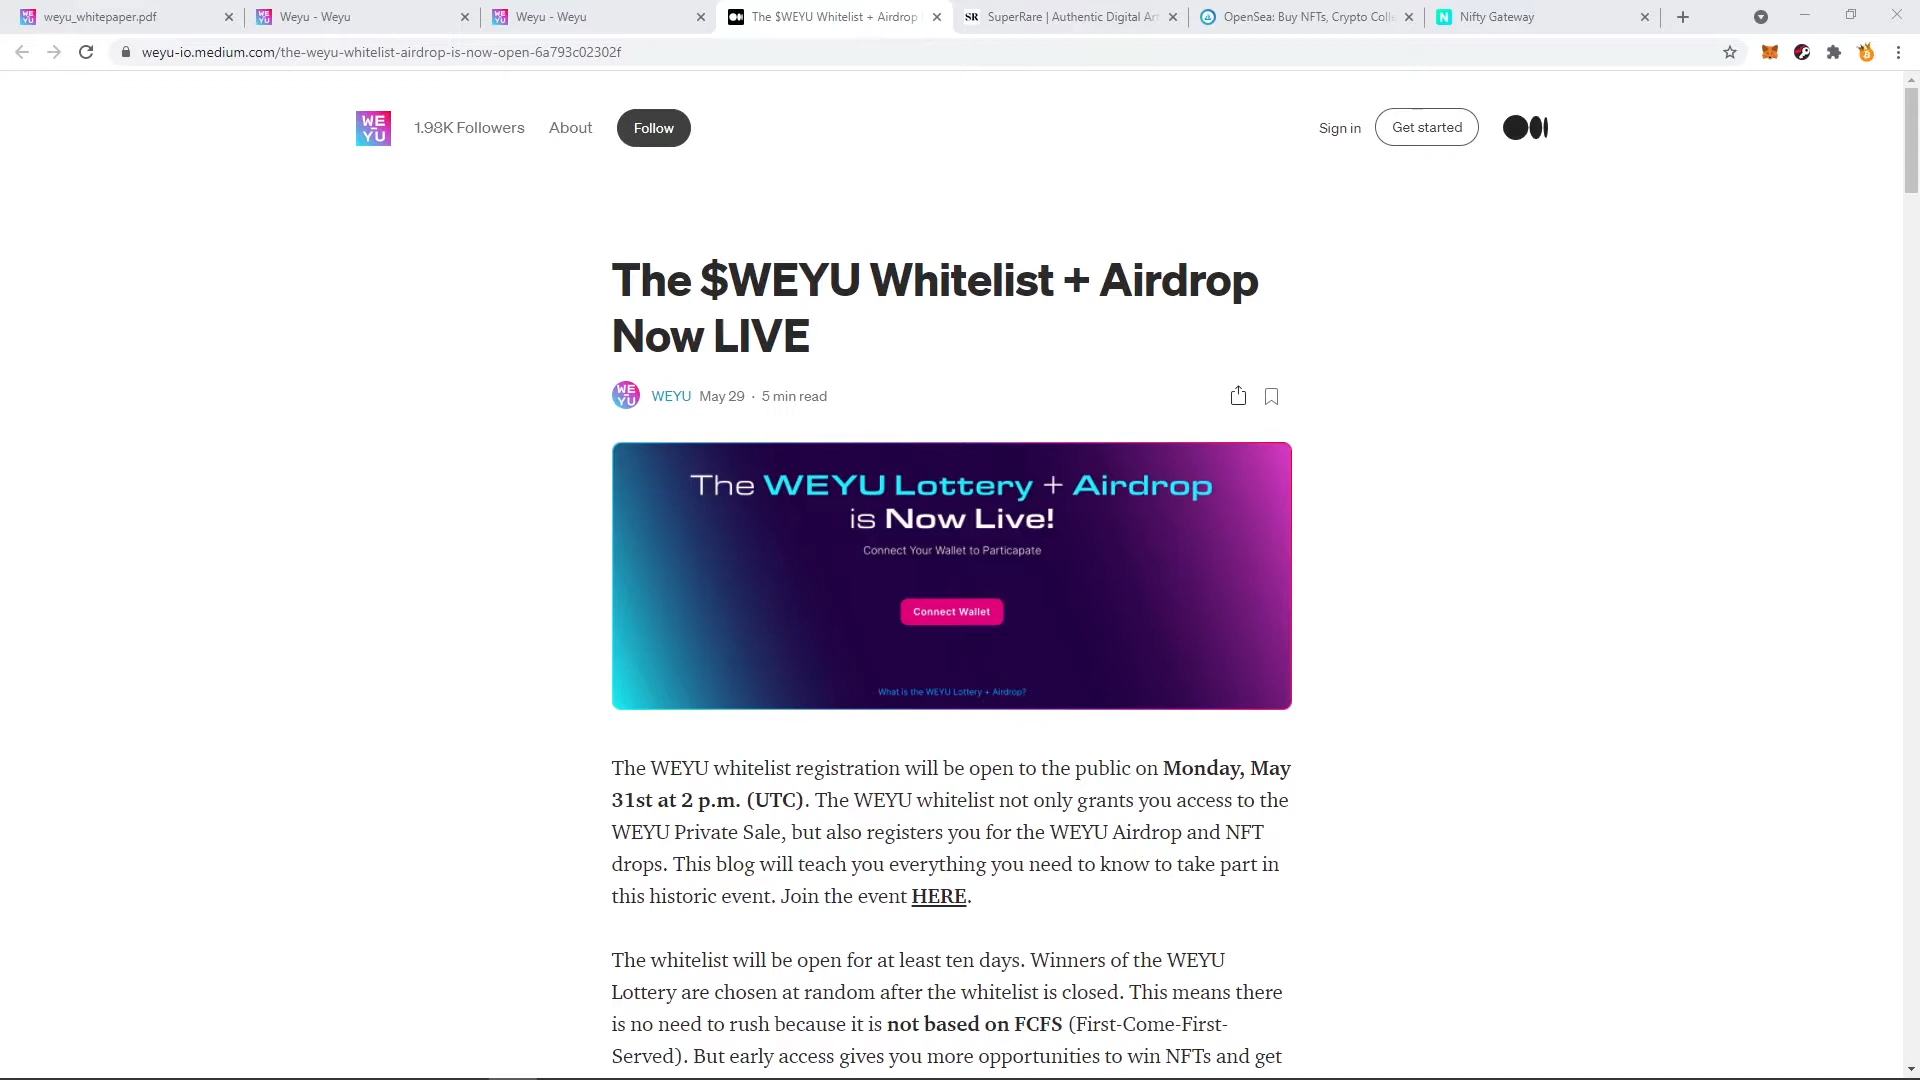 weyu_whitepaper.pdf
Weyu - Weyu
Weyu - Weyu
The $WEYU Whitelist + Airdrop
SR
SuperRare | Authentic Digital Art
OpenSea: Buy NFTs, Crypto Colle
N
Nifty Gateway
weyu-io.medium.com/the-weyu-whitelist-airdrop-is-now-open-6a793c02302f
WE
YU
1.98K Followers
About
Follow
Sign in
Get started
The $WEYU Whitelist + Airdrop
Now LIVE
WE
YU
WEYU May 29 · 5 min read
The WEYU Lottery + Airdrop
is Now Live!
Connect Your Wallet to Particapate
Connect Wallet
What is the WEYU Lottery + Airdrop?
The WEYU whitelist registration will be open to the public on Monday, May
31st at 2 p.m. (UTC). The WEYU whitelist not only grants you access to the
WEYU Private Sale, but also registers you for the WEYU Airdrop and NFT
drops. This blog will teach you everything you need to know to take part in
this historic event. Join the event HERE.
The whitelist will be open for at least ten days. Winners of the WEYU
Lottery are chosen at random after the whitelist is closed. This means there
is no need to rush because it is not based on FCFS (First-Come-First-
Served). But early access gives you more opportunities to win NFTs and get